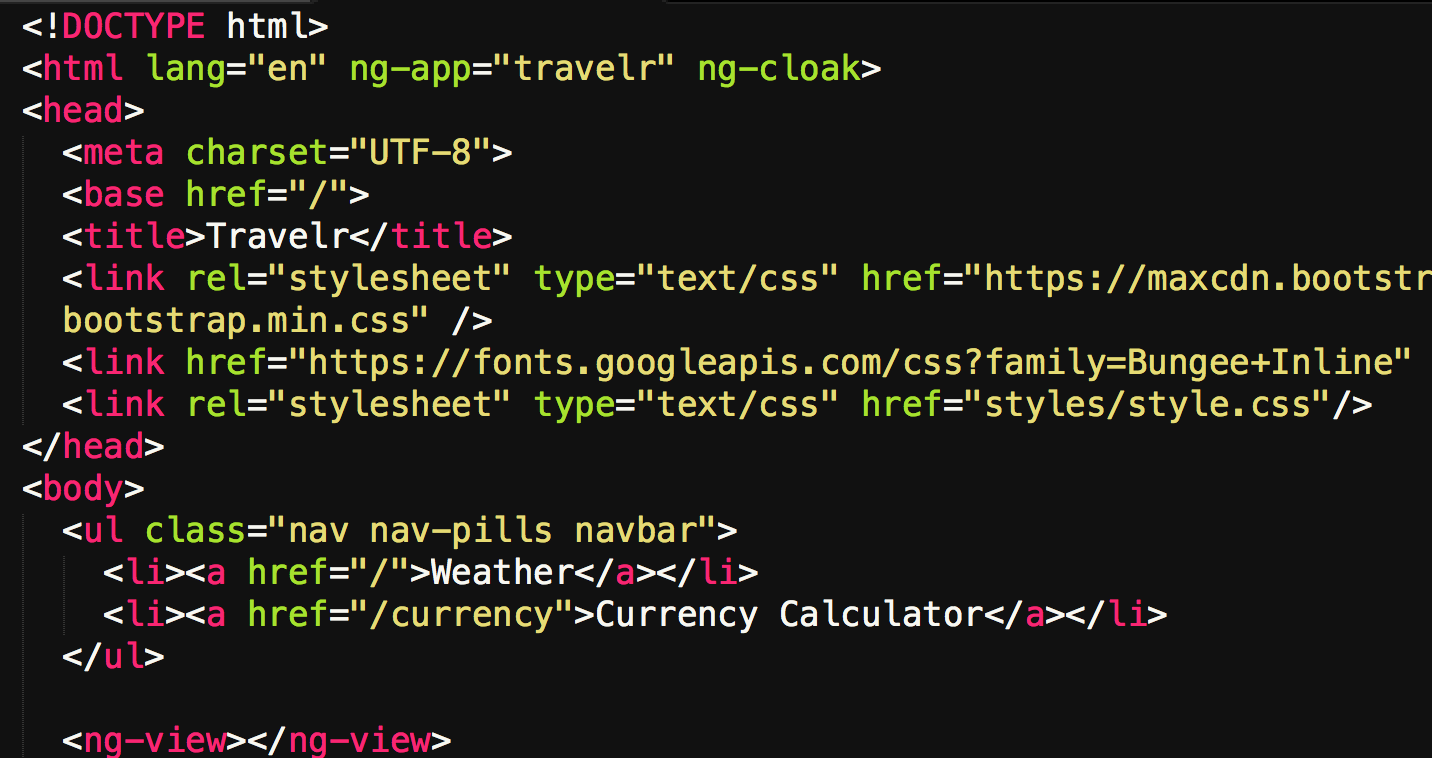 <!DOCTYPE html>
<html lang="en" ng-app="travelr" ng-cloak>
<head>
<meta charset="UTF-8">
<base href="/">
<title>Travelr</title>
<link rel="stylesheet" type="text/css" href="https://maxcdn.bootstr
bootstrap.min.css" />
<link href="https://fonts.googleapis.com/css?family=Bungee+Inline"
<link rel="stylesheet" type="text/css" href="styles/style.css"/>
</head>
<body>
<ul class="nav nav-pills navbar">
<li><a href="/">Weather</a></li>
<li><a href="/currency">Currency Calculator</a></li>
</ul>
<ng-view></ng-view>